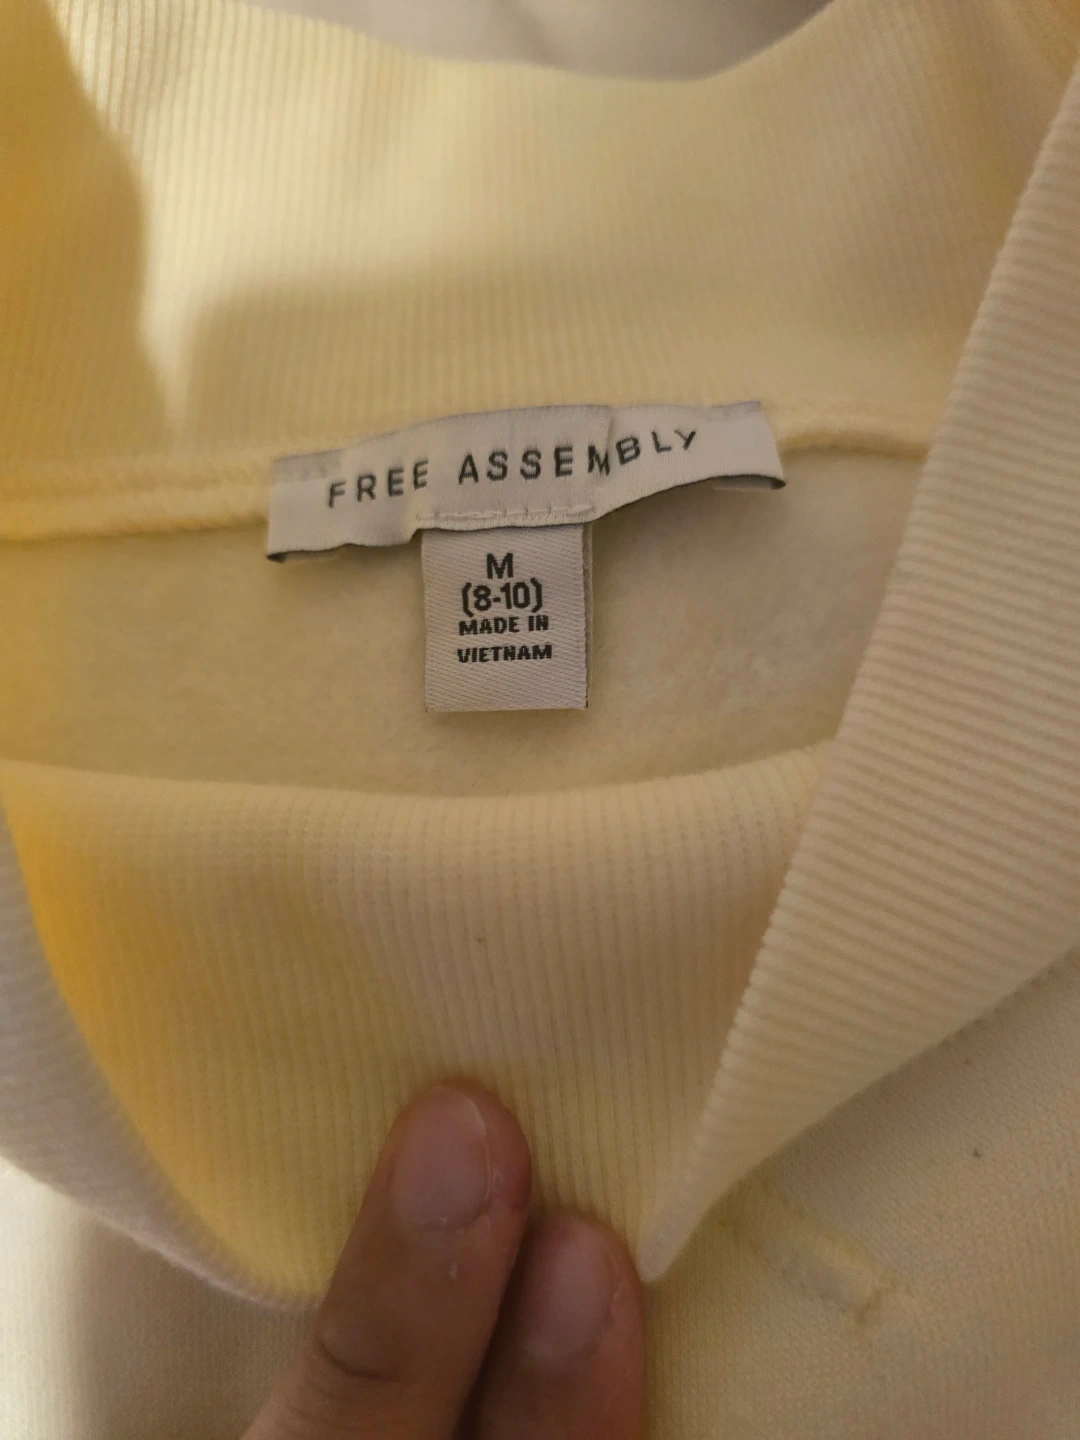 FREE ASSEMBLY
M
(8-10)
MADE IN
VIETNAM